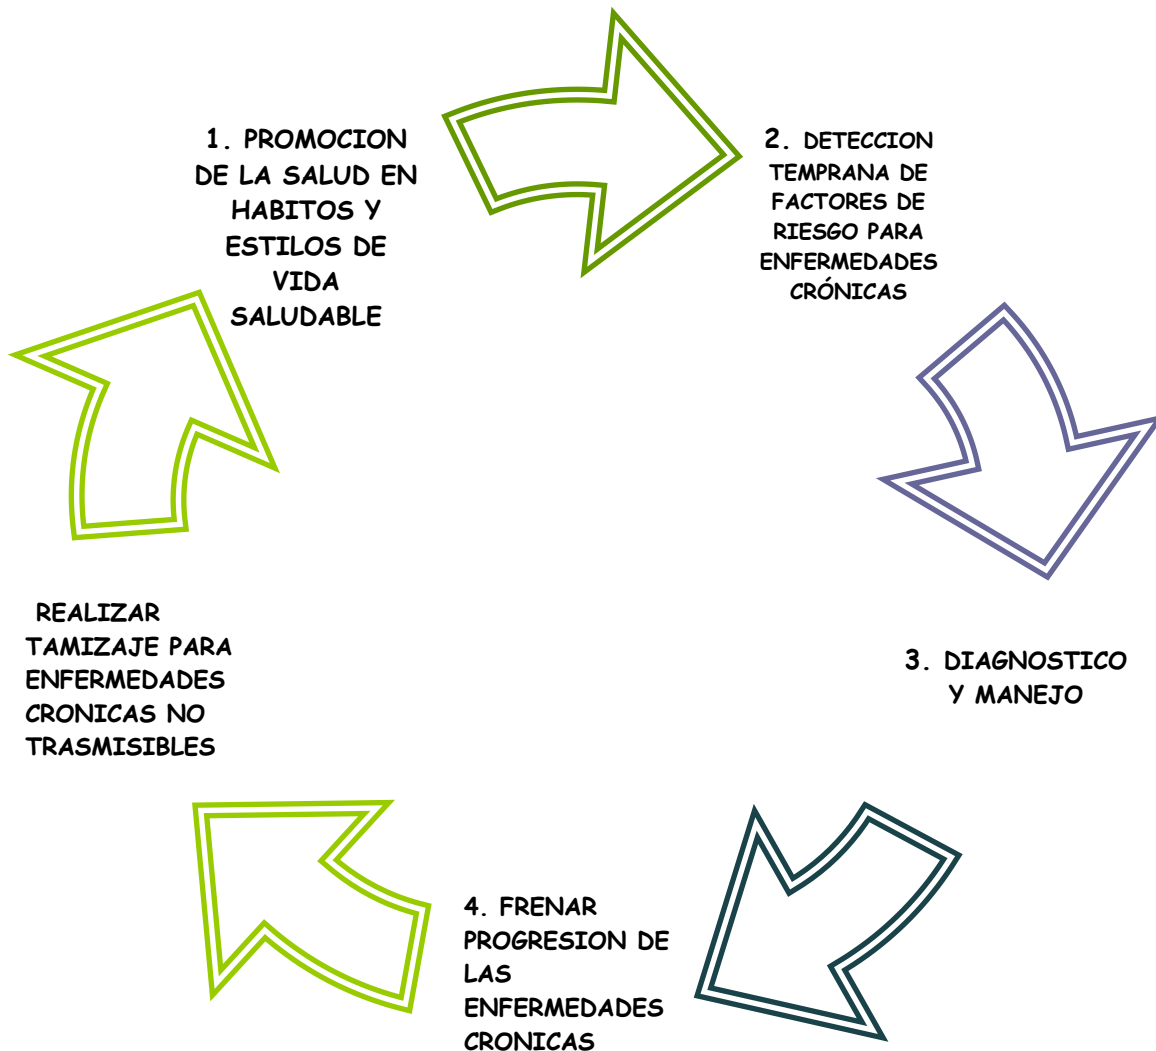 1. PROMOCION
DE LA SALUD EN
HABITOS Y
ESTILOS DE
VIDA
SALUDABLE
2. DETECCION
TEMPRANA DE
FACTORES DE
RIESGO PARA
ENFERMEDADES
CRÓNICAS
3. DIAGNOSTICO
Y MANEJO
4. FRENAR
PROGRESION DE
LAS
ENFERMEDADES
CRONICAS
REALIZAR
TAMIZAJE PARA
ENFERMEDADES
CRONICAS NO
TRASMISIBLES